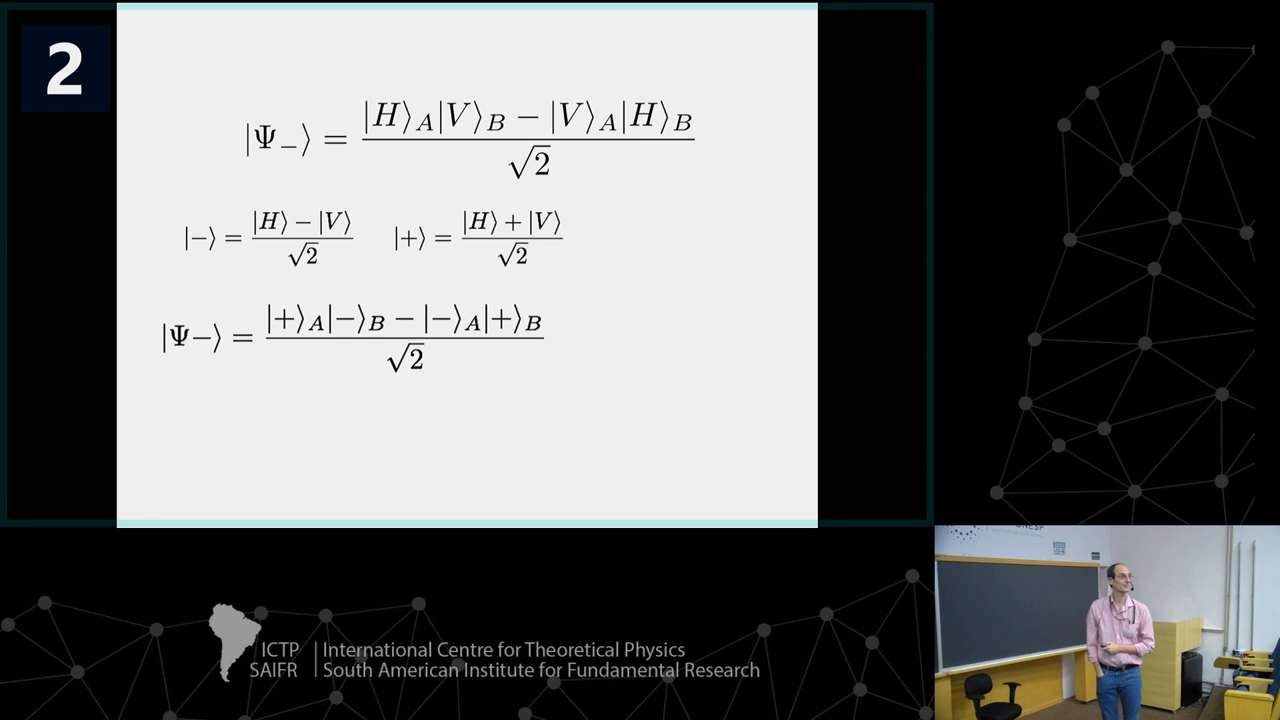 2
|Ψ₋⟩ = (|H⟩_A|V⟩_B − |V⟩_A|H⟩_B) / √2
|−⟩ = (|H⟩ − |V⟩) / √2    |+⟩ = (|H⟩ + |V⟩) / √2
|Ψ−⟩ = (|+⟩_A|−⟩_B − |−⟩_A|+⟩_B) / √2
UNESP
ICTP International Centre for Theoretical Physics
SAIFR South American Institute for Fundamental Research